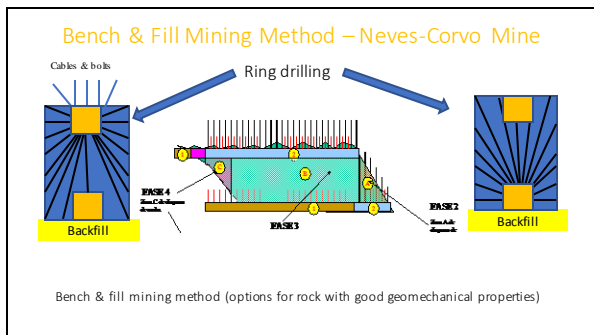 Bench & Fill Mining Method – Neves-Corvo Mine
Cables & bolts
Ring drilling
FASE 4
FASE 3
FASE 2
C
B
A
Backfill
Backfill
Bench & fill mining method (options for rock with good geomechanical properties)